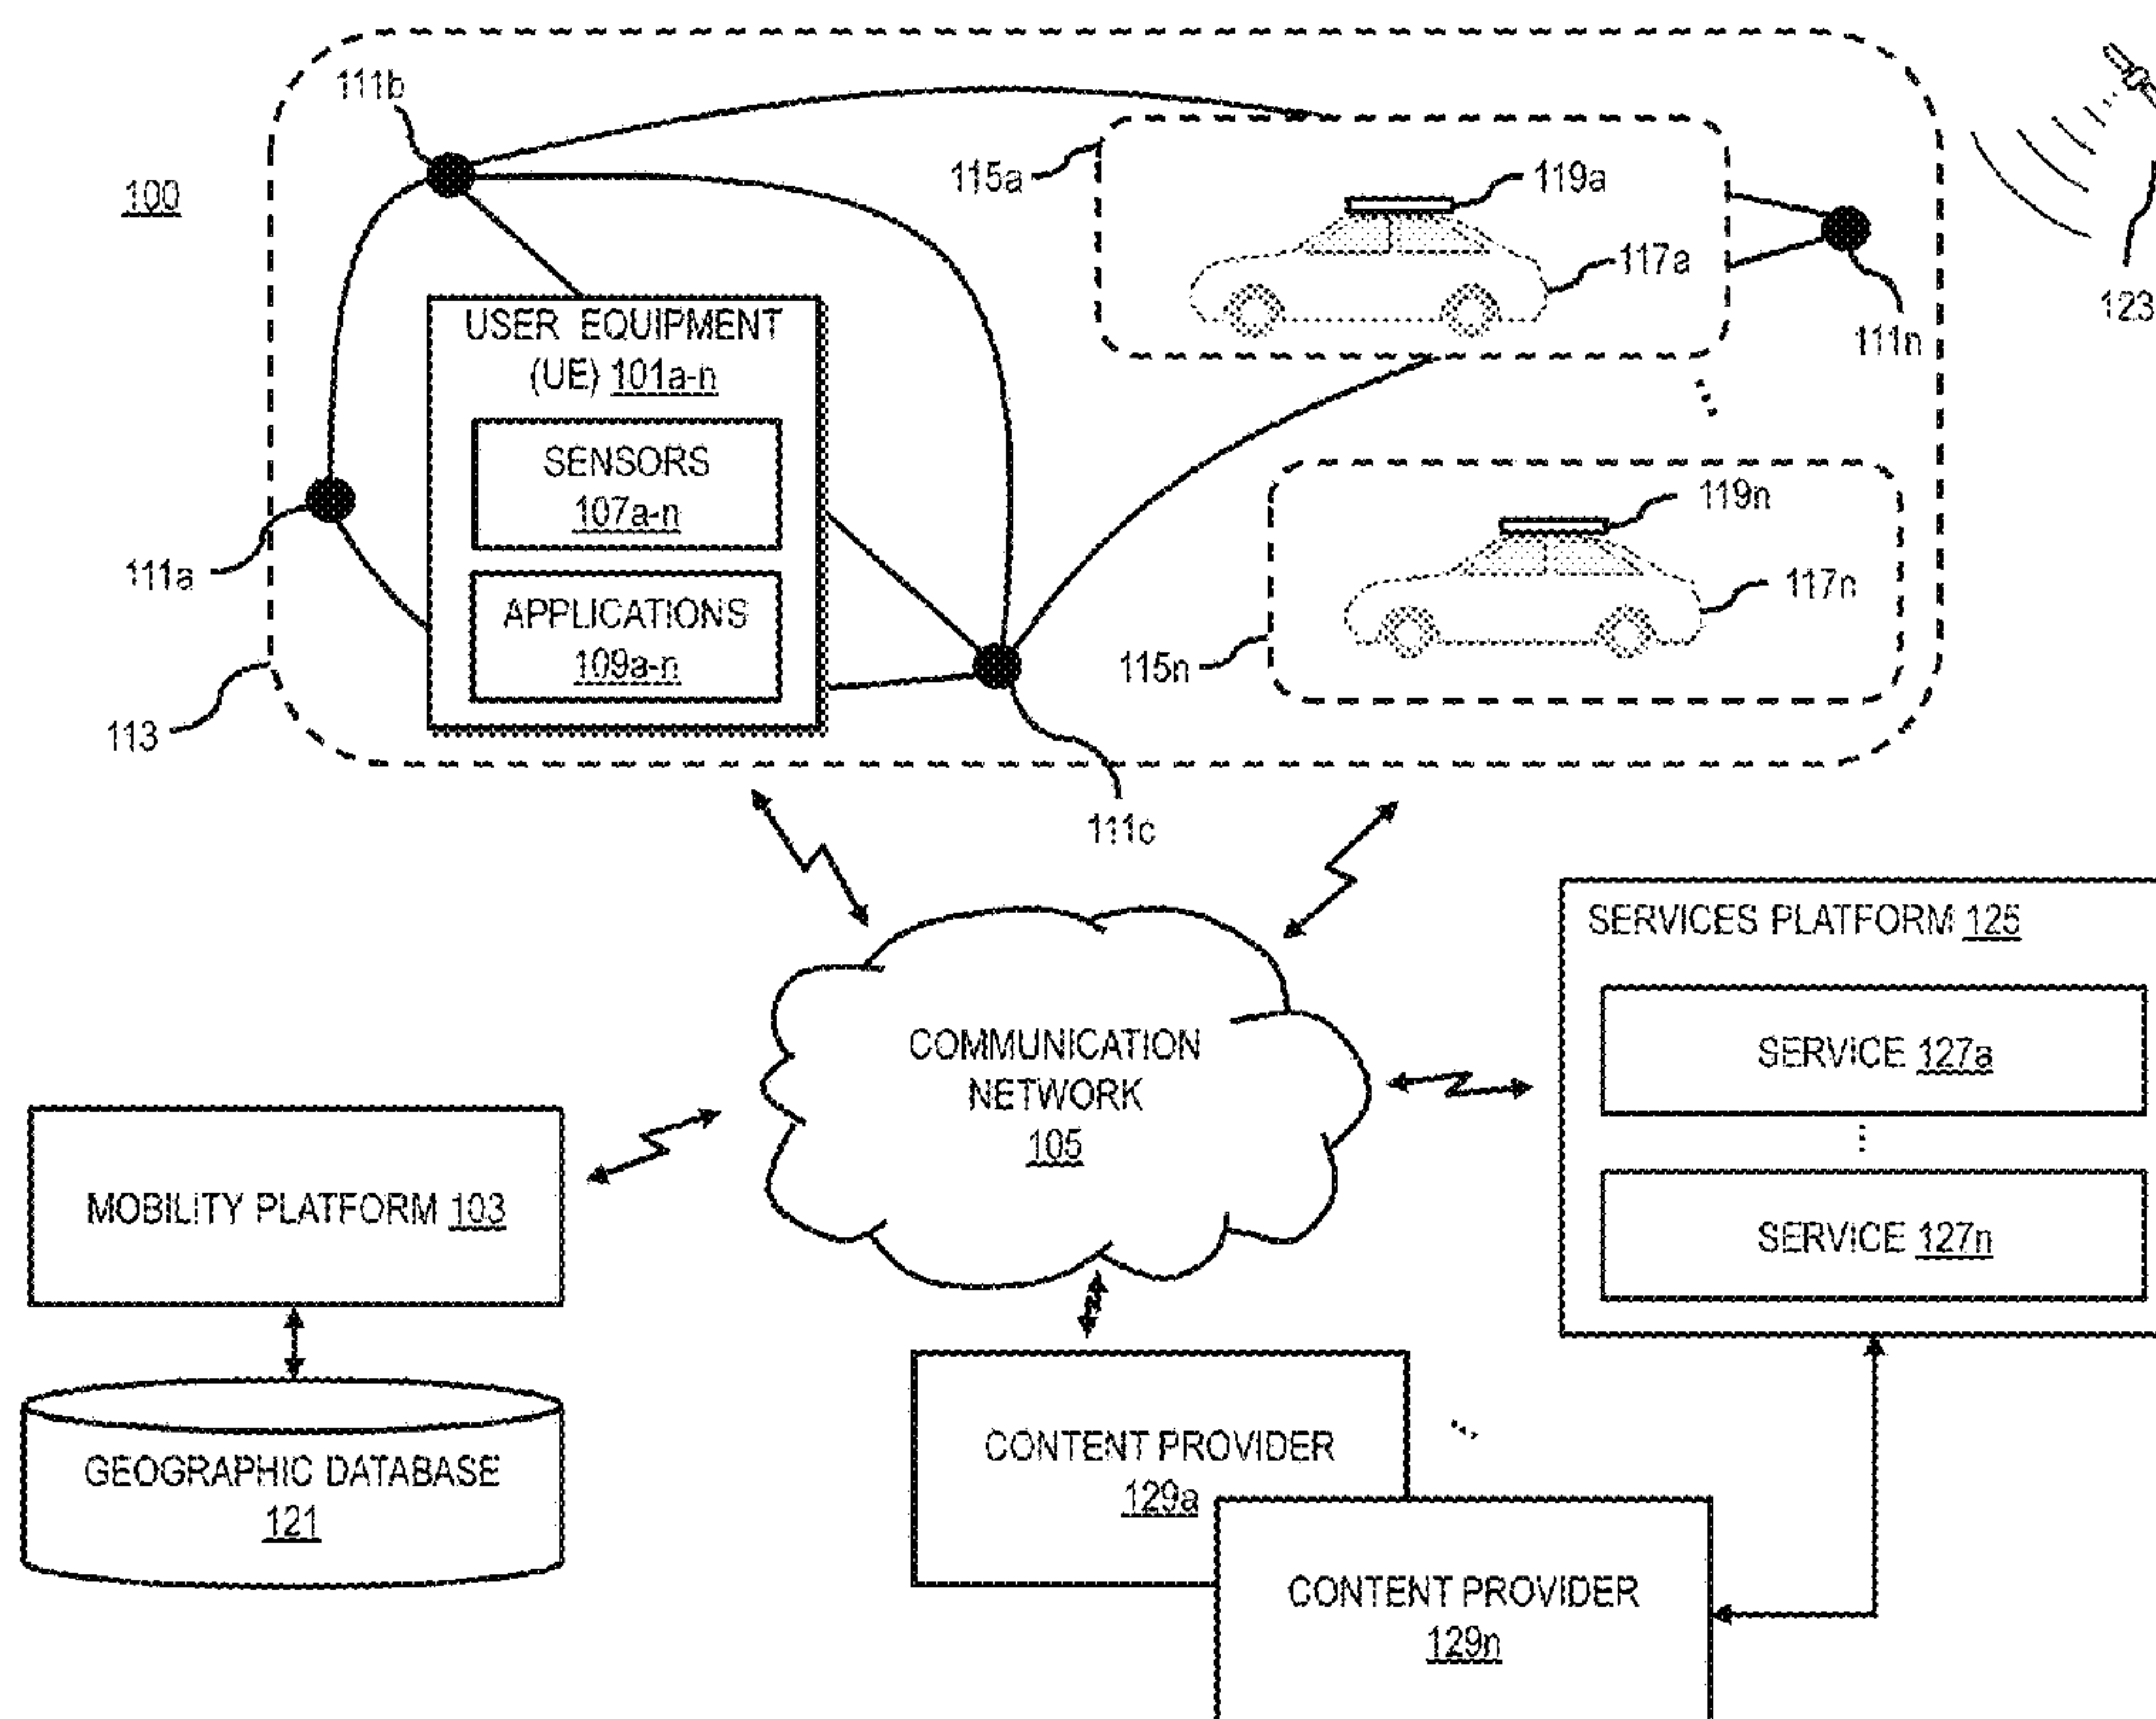 111b
100
115a
119a
117a
123
111n
USER EQUIPMENT
(UE) 101a-n
SENSORS
107a-n
119n
111a
APPLICATIONS
109a-n
117n
115n
113
111c
SERVICES PLATFORM 125
SERVICE 127a
COMMUNICATION
NETWORK
105
MOBILITY PLATFORM 103
SERVICE 127n
GEOGRAPHIC DATABASE
121
CONTENT PROVIDER
129a
CONTENT PROVIDER
129n